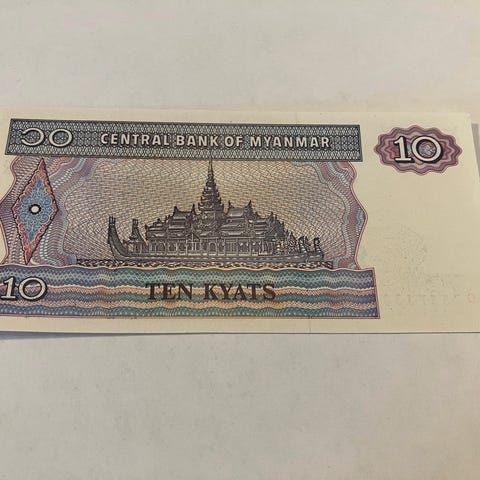 ၁၀ CENTRAL BANK OF MYANMAR 10
10 TEN KYATS